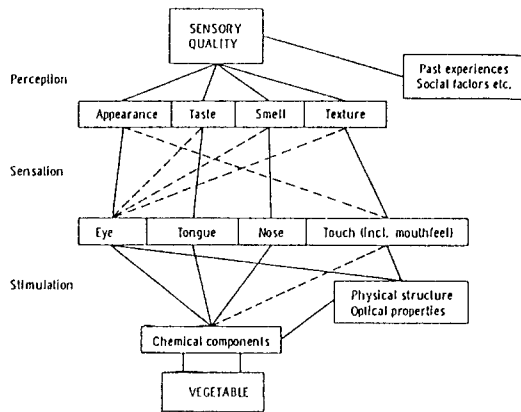 SENSORY
QUALITY
Past experiences
Social factors etc.
Perception
Appearance Taste Smell Texture
Sensation
Eye Tongue Nose Touch (Incl. mouthfeel)
Stimulation
Physical structure
Optical properties
Chemical components
VEGETABLE